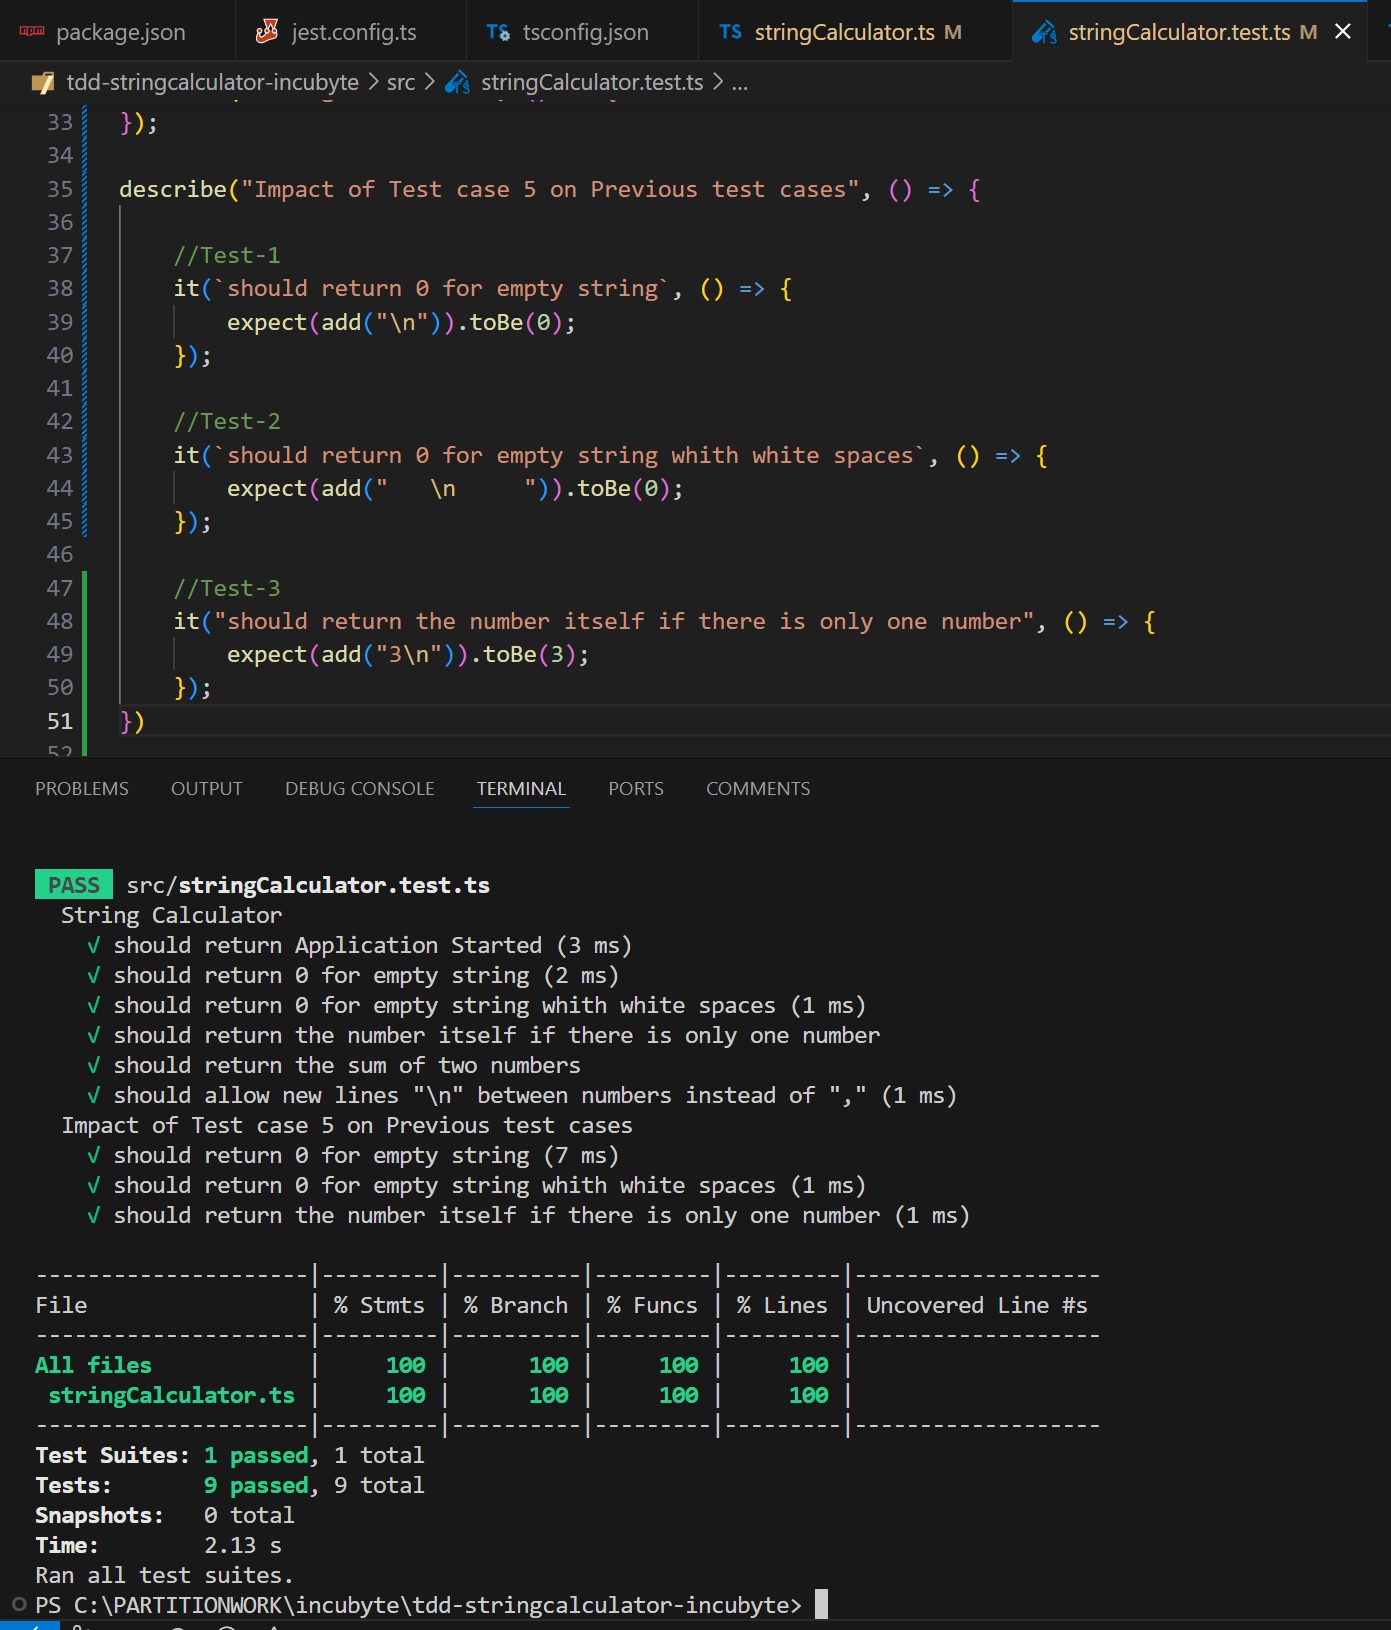 package.json jest.config.ts TS tsconfig.json TS stringCalculator.ts M TS stringCalculator.test.ts M
tdd-stringcalculator-incubyte > src > stringCalculator.test.ts > ...
33 });
34
35 describe("Impact of Test case 5 on Previous test cases", () => {
36
37 //Test-1
38 it(`should return 0 for empty string`, () => {
39 expect(add("\n")).toBe(0);
40 });
41
42 //Test-2
43 it(`should return 0 for empty string whith white spaces`, () => {
44 expect(add("   \n     ")).toBe(0);
45 });
46
47 //Test-3
48 it("should return the number itself if there is only one number", () => {
49 expect(add("3\n")).toBe(3);
50 });
51 })
52
PROBLEMS OUTPUT DEBUG CONSOLE TERMINAL PORTS COMMENTS
PASS src/stringCalculator.test.ts
String Calculator
√ should return Application Started (3 ms)
√ should return 0 for empty string (2 ms)
√ should return 0 for empty string whith white spaces (1 ms)
√ should return the number itself if there is only one number
√ should return the sum of two numbers
√ should allow new lines "\n" between numbers instead of "," (1 ms)
Impact of Test case 5 on Previous test cases
√ should return 0 for empty string (7 ms)
√ should return 0 for empty string whith white spaces (1 ms)
√ should return the number itself if there is only one number (1 ms)
---------------------|---------|----------|---------|---------|-------------------
File                 | % Stmts | % Branch | % Funcs | % Lines | Uncovered Line #s
---------------------|---------|----------|---------|---------|-------------------
All files            |     100 |      100 |     100 |     100 |
 stringCalculator.ts |     100 |      100 |     100 |     100 |
---------------------|---------|----------|---------|---------|-------------------
Test Suites: 1 passed, 1 total
Tests: 9 passed, 9 total
Snapshots: 0 total
Time: 2.13 s
Ran all test suites.
PS C:\PARTITIONWORK\incubyte\tdd-stringcalculator-incubyte>